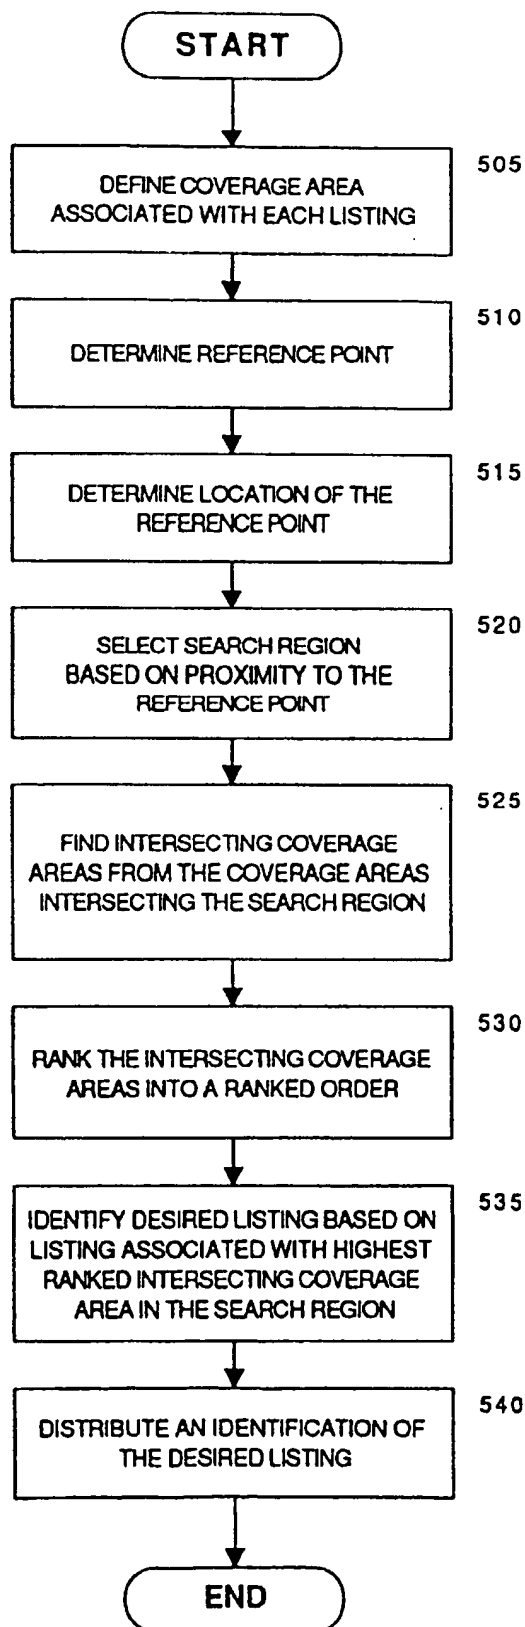 START
505
DEFINE COVERAGE AREA
ASSOCIATED WITH EACH LISTING
510
DETERMINE REFERENCE POINT
515
DETERMINE LOCATION OF THE
REFERENCE POINT
520
SELECT SEARCH REGION
BASED ON PROXIMITY TO THE
REFERENCE POINT
525
FIND INTERSECTING COVERAGE
AREAS FROM THE COVERAGE AREAS
INTERSECTING THE SEARCH REGION
530
RANK THE INTERSECTING COVERAGE
AREAS INTO A RANKED ORDER
535
IDENTIFY DESIRED LISTING BASED ON
LISTING ASSOCIATED WITH HIGHEST
RANKED INTERSECTING COVERAGE
AREA IN THE SEARCH REGION
540
DISTRIBUTE AN IDENTIFICATION OF
THE DESIRED LISTING
END